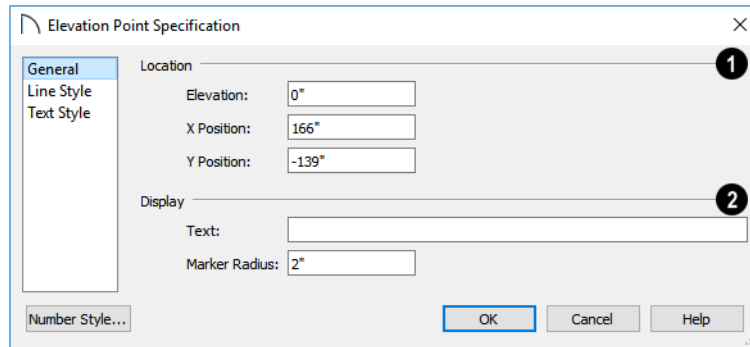 Elevation Point Specification
General
Line Style
Text Style
Location
1
Elevation: 0"
X Position: 166"
Y Position: -139"
Display
2
Text:
Marker Radius: 2"
Number Style...
OK
Cancel
Help